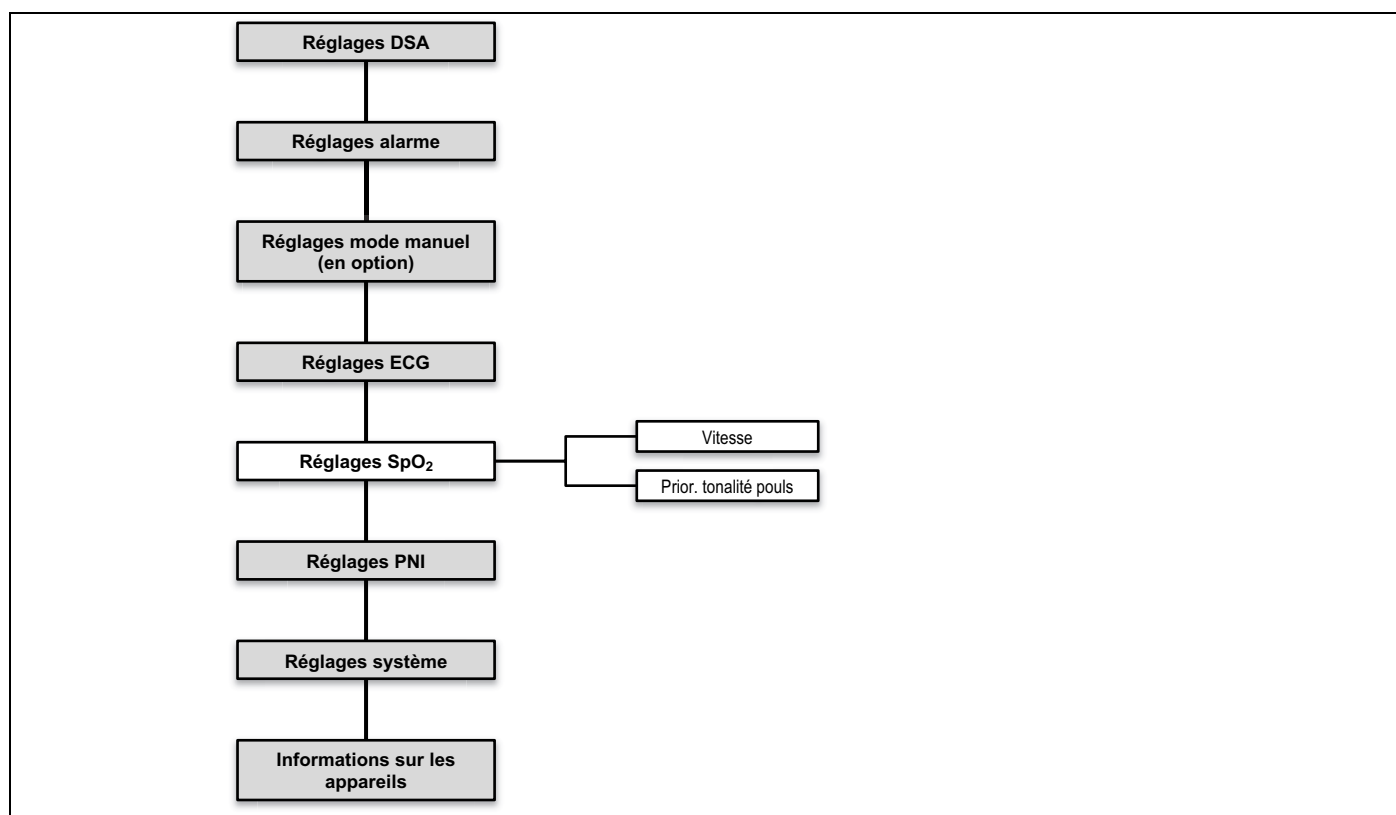 Réglages DSA
Réglages alarme
Réglages mode manuel
(en option)
Réglages ECG
Réglages SpO₂
Vitesse
Prior. tonalité pouls
Réglages PNI
Réglages système
Informations sur les
appareils